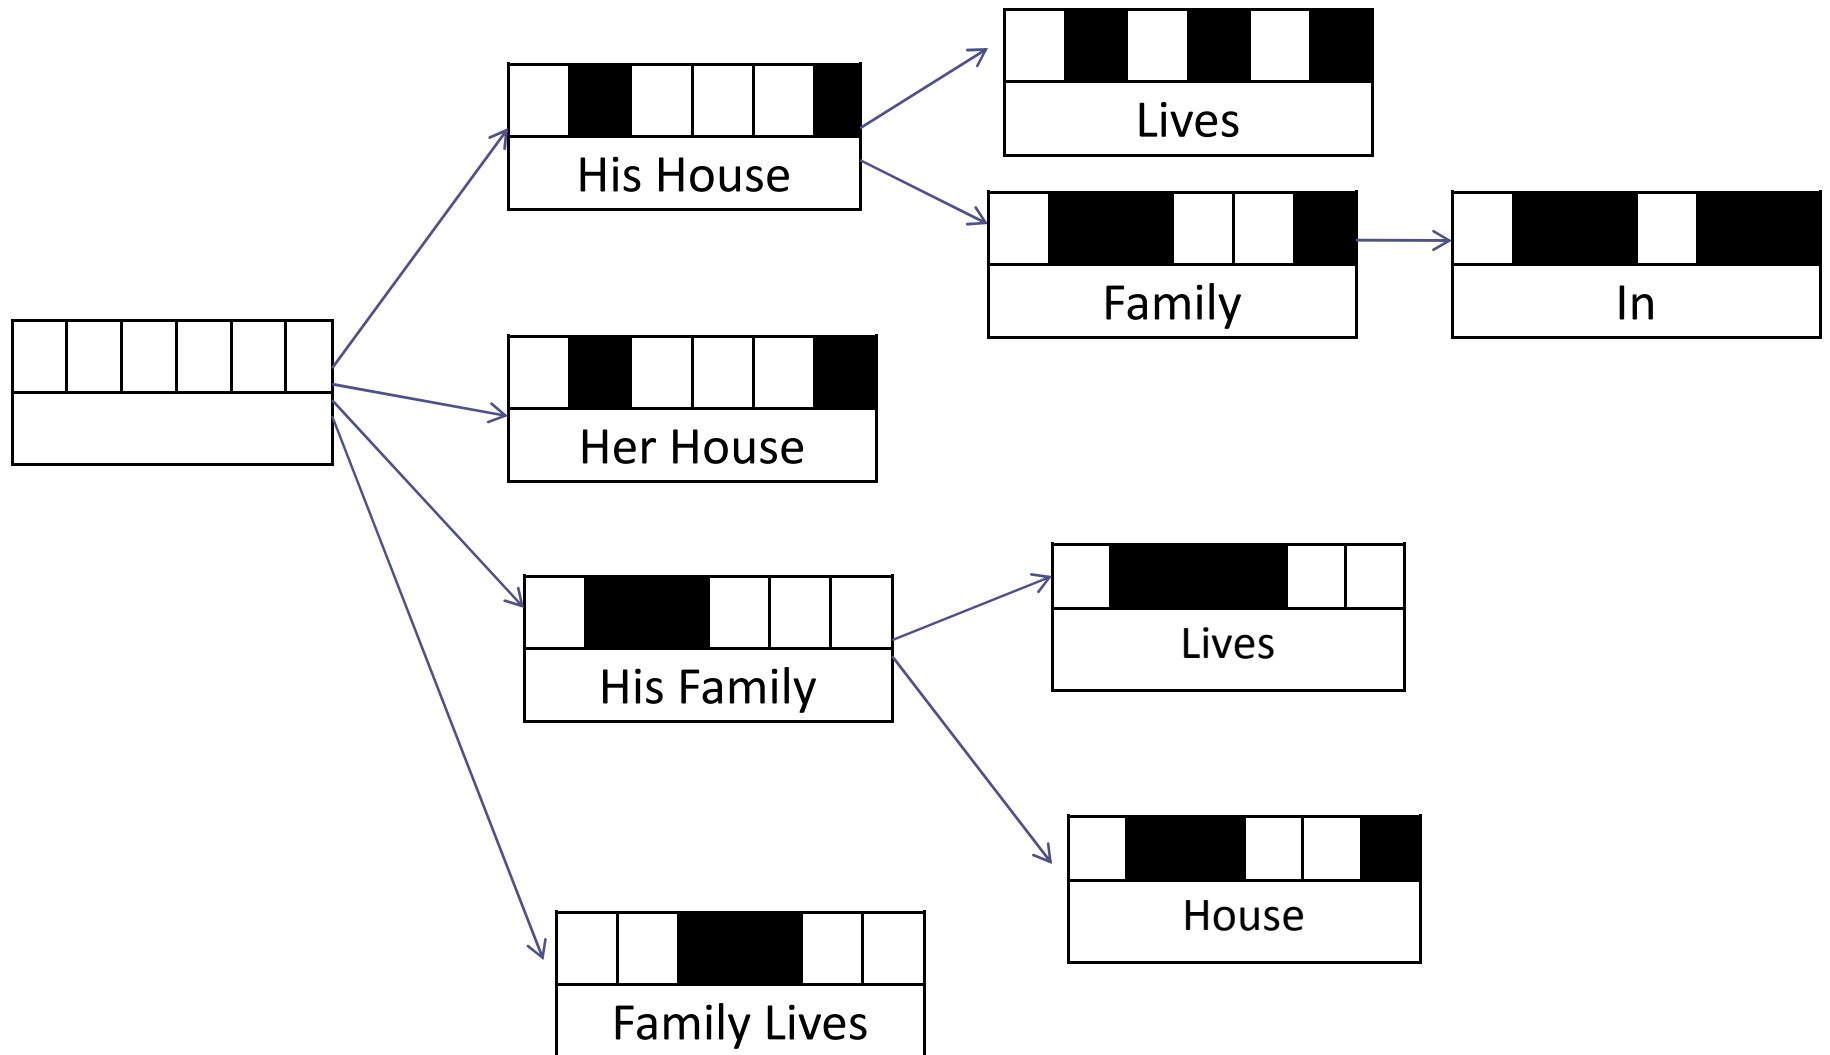 Lives
His House
Family
In
Her House
Lives
His Family
House
Family Lives